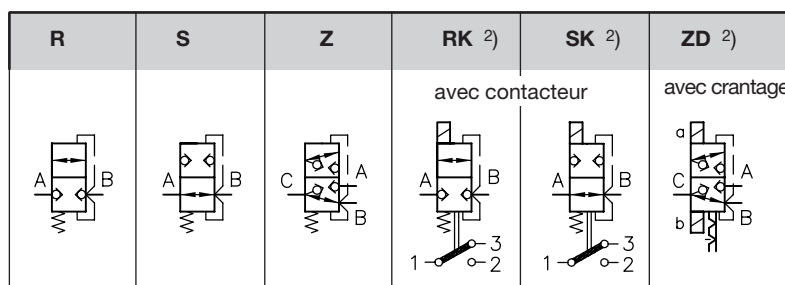 R S Z RK 2) SK 2) ZD 2)
avec contacteur avec crantage
a
A B A B C A B A B A B C A B
b
3 3
1 2 1 2